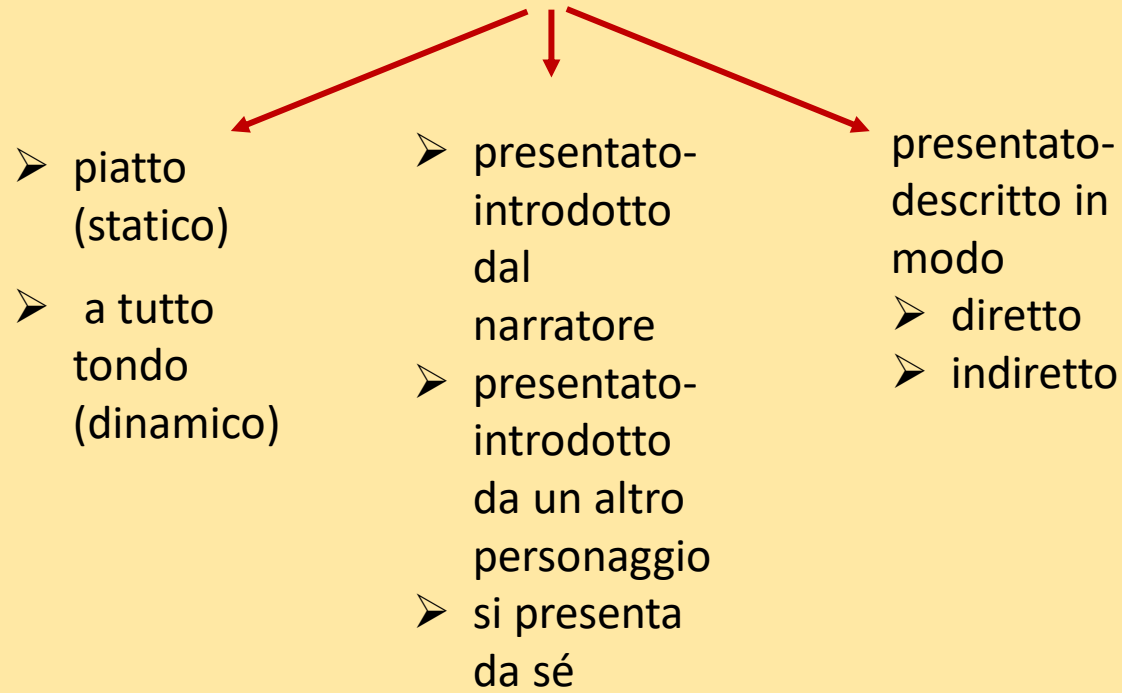 ➢ piatto
(statico)
➢ a tutto
tondo
(dinamico)
➢ presentato-
introdotto
dal
narratore
➢ presentato-
introdotto
da un altro
personaggio
➢ si presenta
da sé
presentato-
descritto in
modo
➢ diretto
➢ indiretto